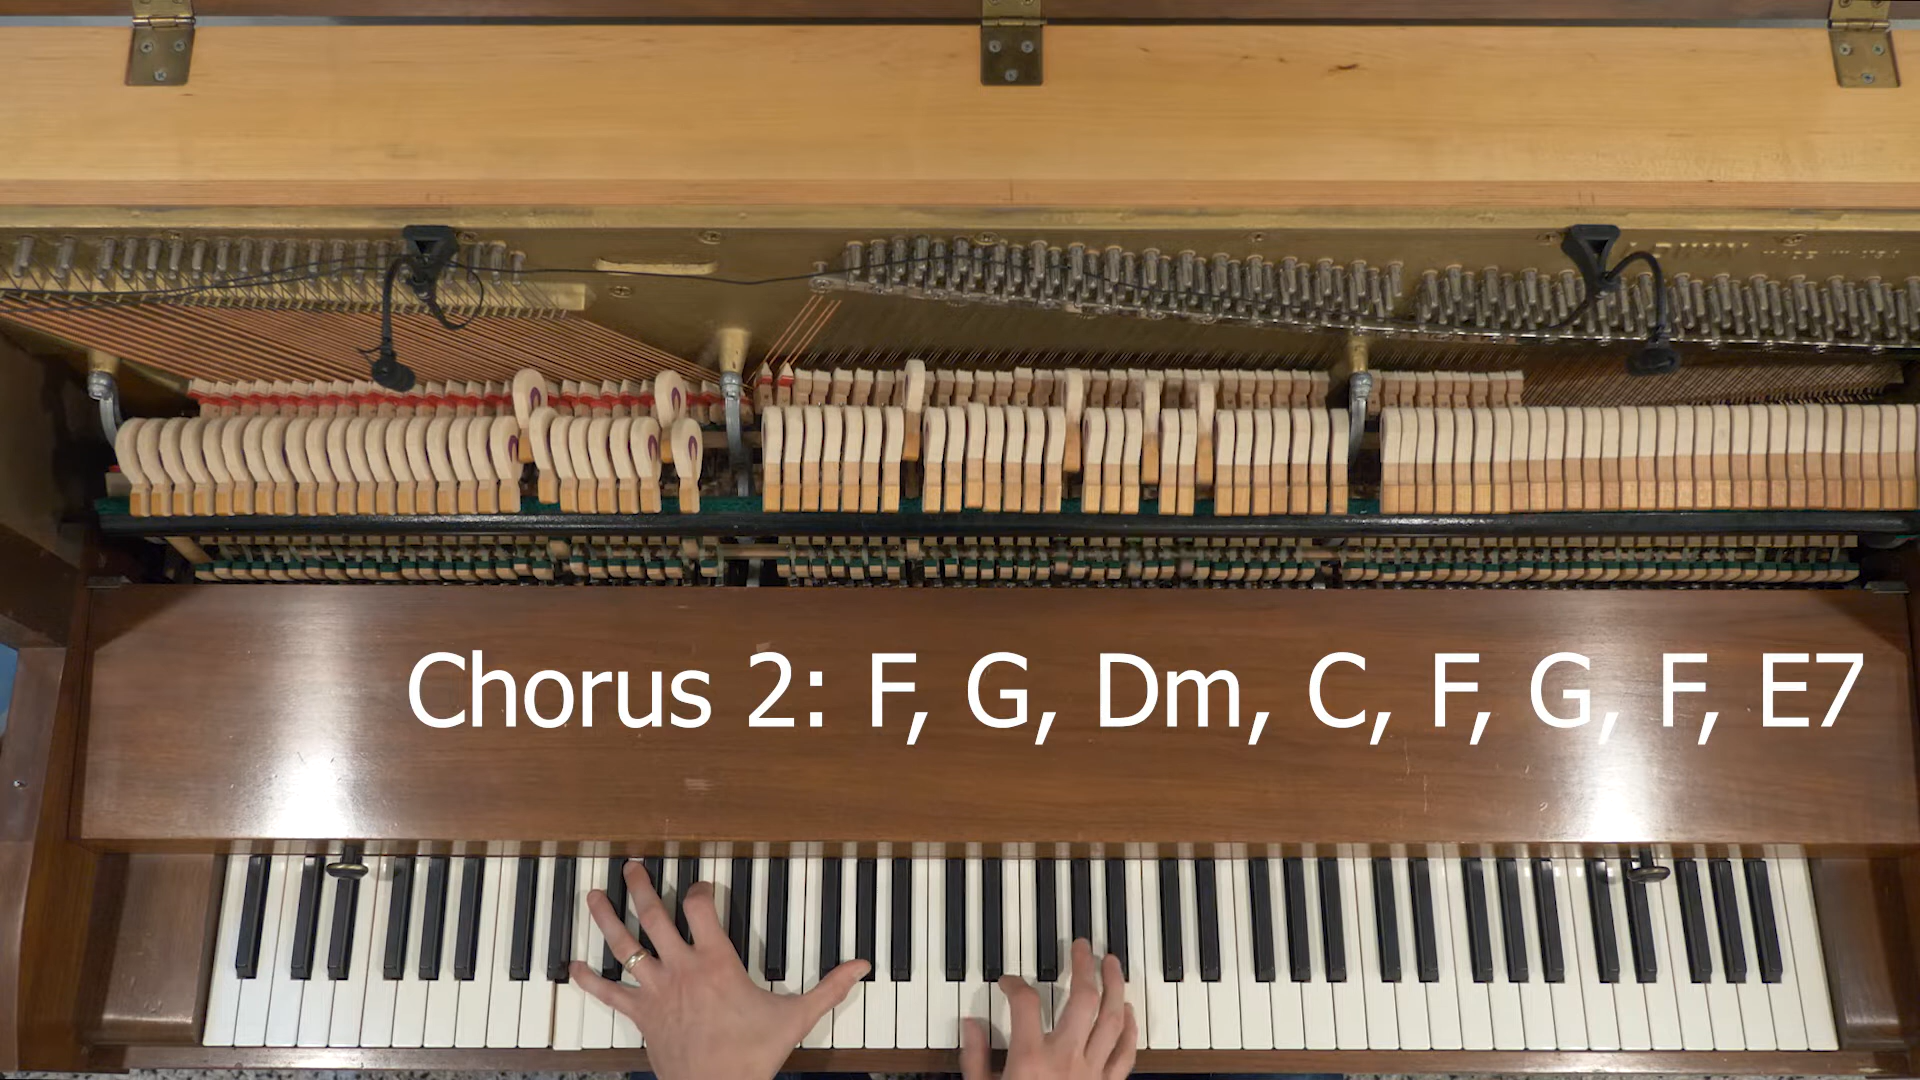 Chorus 2: F, G, Dm, C, F, G, F, E7